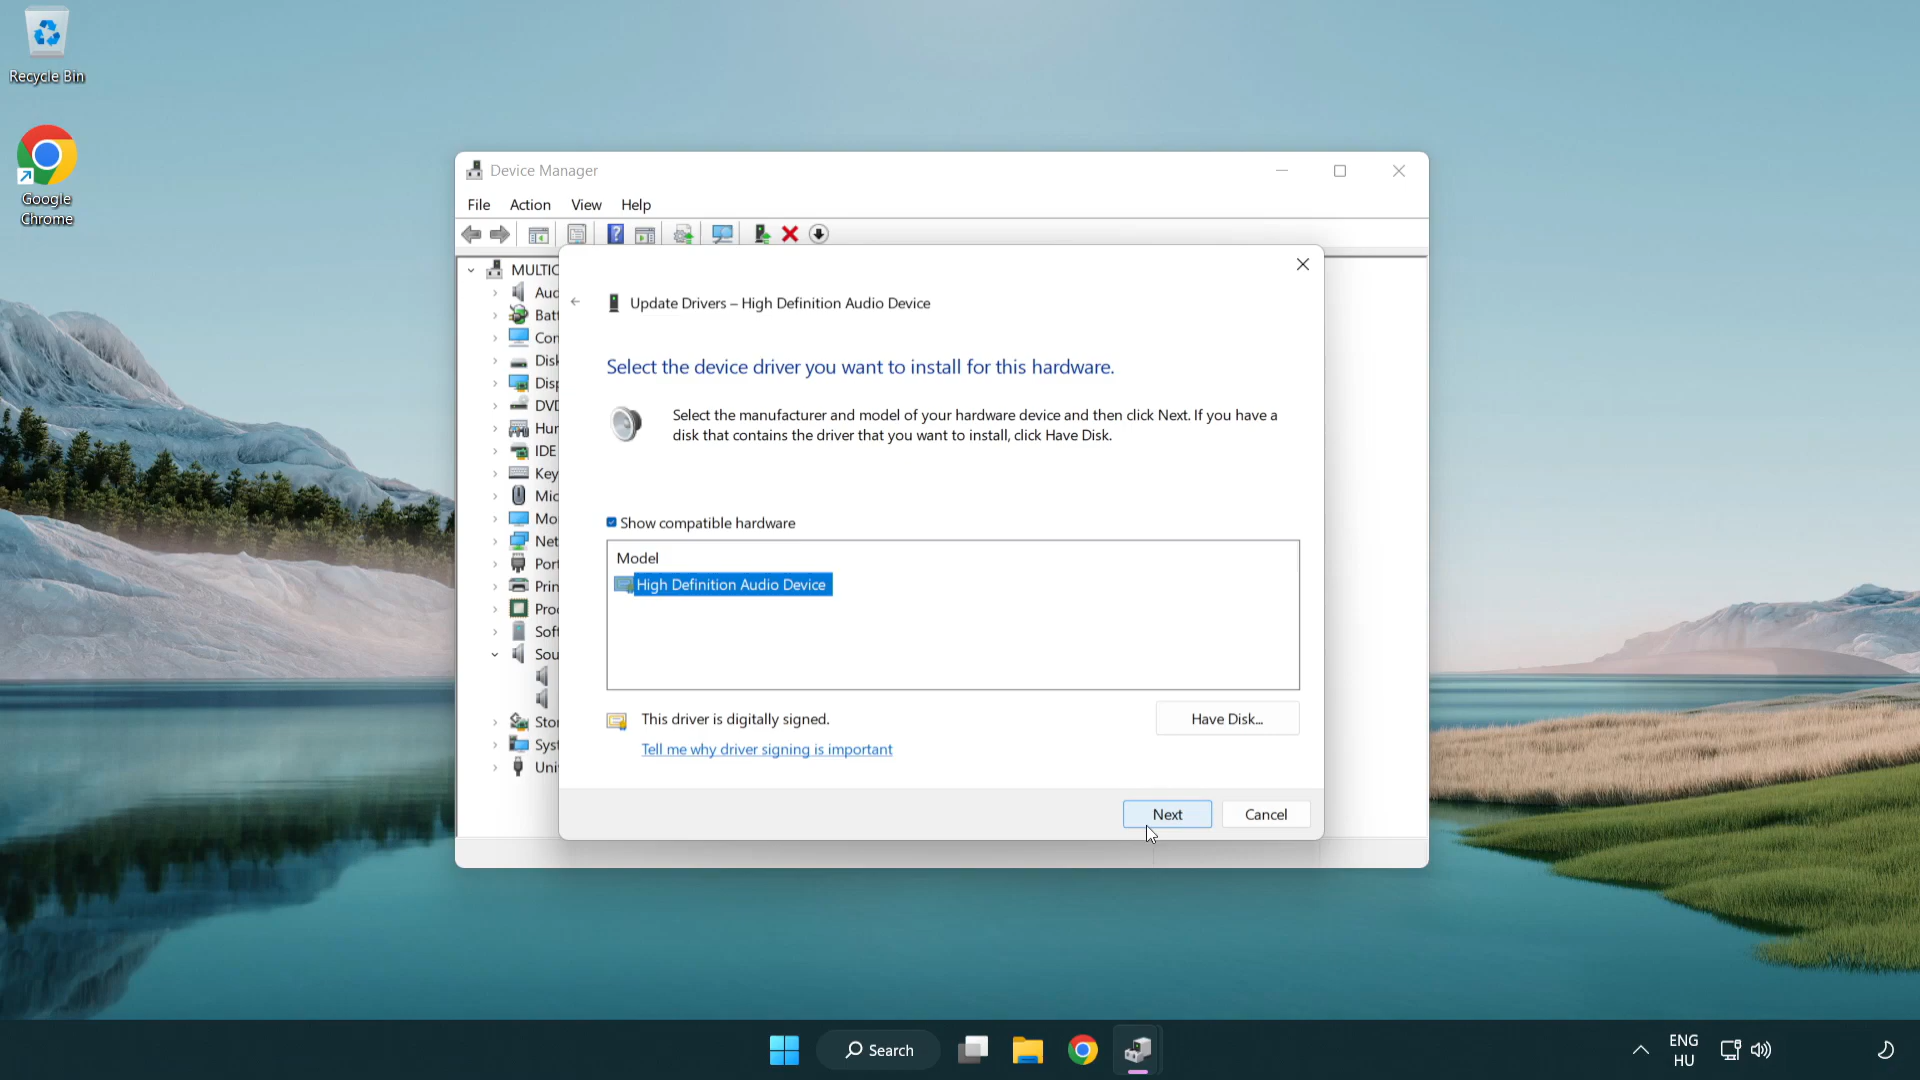 Recycle Bin
Google
Chrome
Device Manager
File Action View Help
Update Drivers – High Definition Audio Device
Select the device driver you want to install for this hardware.
Select the manufacturer and model of your hardware device and then click Next. If you have a
disk that contains the driver that you want to install, click Have Disk.
Show compatible hardware
Model
High Definition Audio Device
This driver is digitally signed.
Have Disk...
Tell me why driver signing is important
Next
Cancel
MULTIC
Aud
Batt
Con
Disk
Disp
DVD
Hum
IDE
Key
Mic
Mo
Net
Port
Prin
Proc
Soft
Sou
Stor
Syst
Uni
Search
ENG
HU